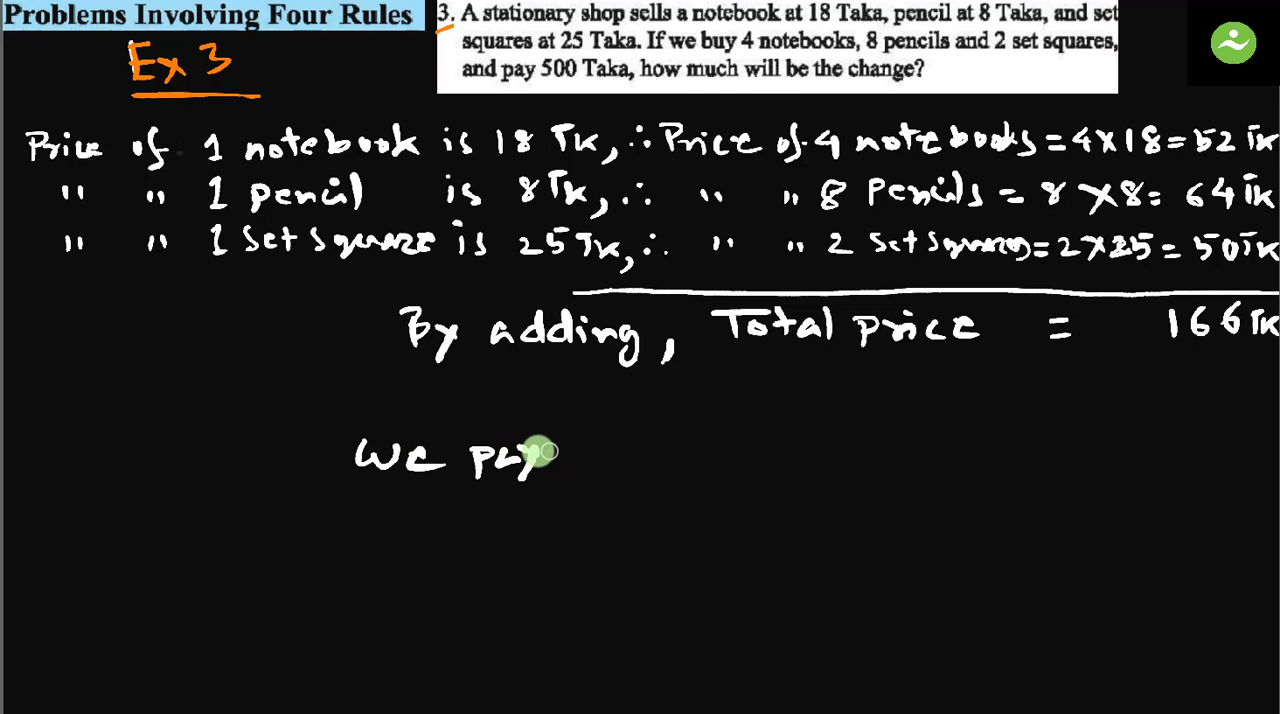 Problems Involving Four Rules
Ex 3
3. A stationary shop sells a notebook at 18 Taka, pencil at 8 Taka, and set
squares at 25 Taka. If we buy 4 notebooks, 8 pencils and 2 set squares,
and pay 500 Taka, how much will be the change?
Price of 1 notebook is 18 Tk, ∴ Price of 4 notebooks = 4×18 = 52 Tk
" " 1 pencil is 8 Tk, ∴ " " 8 Pencils = 8 × 8 = 64 Tk
" " 1 Set Square is 25 Tk, ∴ " " 2 Set Squares = 2×25 = 50 Tk
By adding, Total price = 166 Tk
We pay